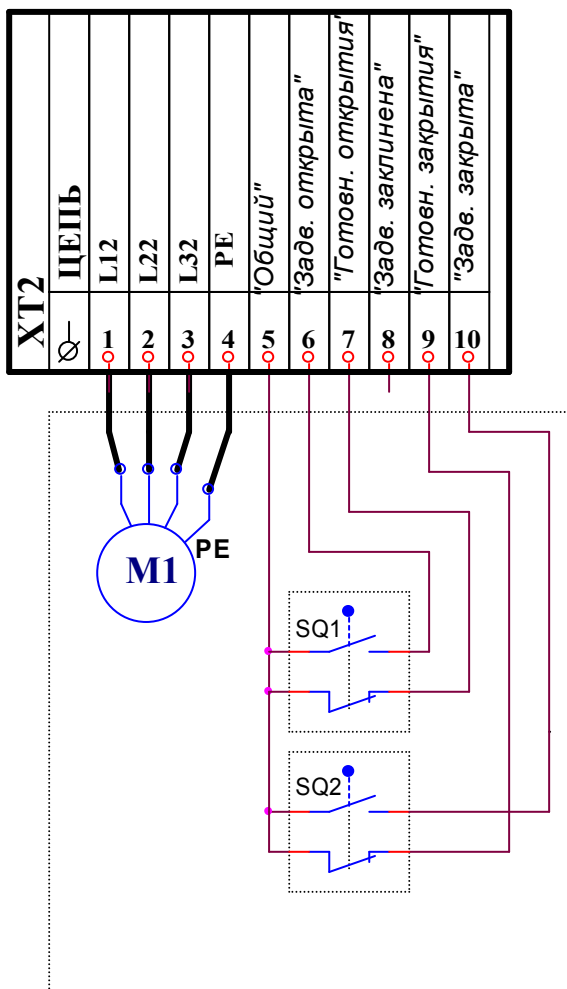 XT2
ЦЕПЬ
L12
L22
L32
PE
"Общий"
"Задв. открыта"
"Готовн. открытия"
"Задв. заклинена"
"Готовн. закрытия"
"Задв. закрыта"
1
2
3
4
5
6
7
8
9
10
PE
M1
SQ1
SQ2